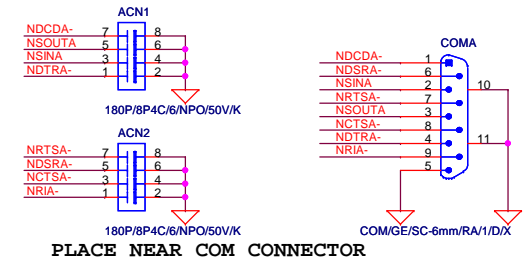 ACN1
NDCDA- 7 8
NSOUTA 5 6
NSINA 3 4
NDTRA- 1 2
180P/8P4C/6/NPO/50V/K
ACN2
NRTSA- 7 8
NDSRA- 5 6
NCTSA- 3 4
NRIA- 1 2
180P/8P4C/6/NPO/50V/K
COMA
NDCDA- 1
NDSRA- 6
NSINA 2 10
NRTSA- 7
NSOUTA 3
NCTSA- 8
NDTRA- 4 11
NRIA- 9
5
COM/GE/SC-6mm/RA/1/D/X
PLACE NEAR COM CONNECTOR